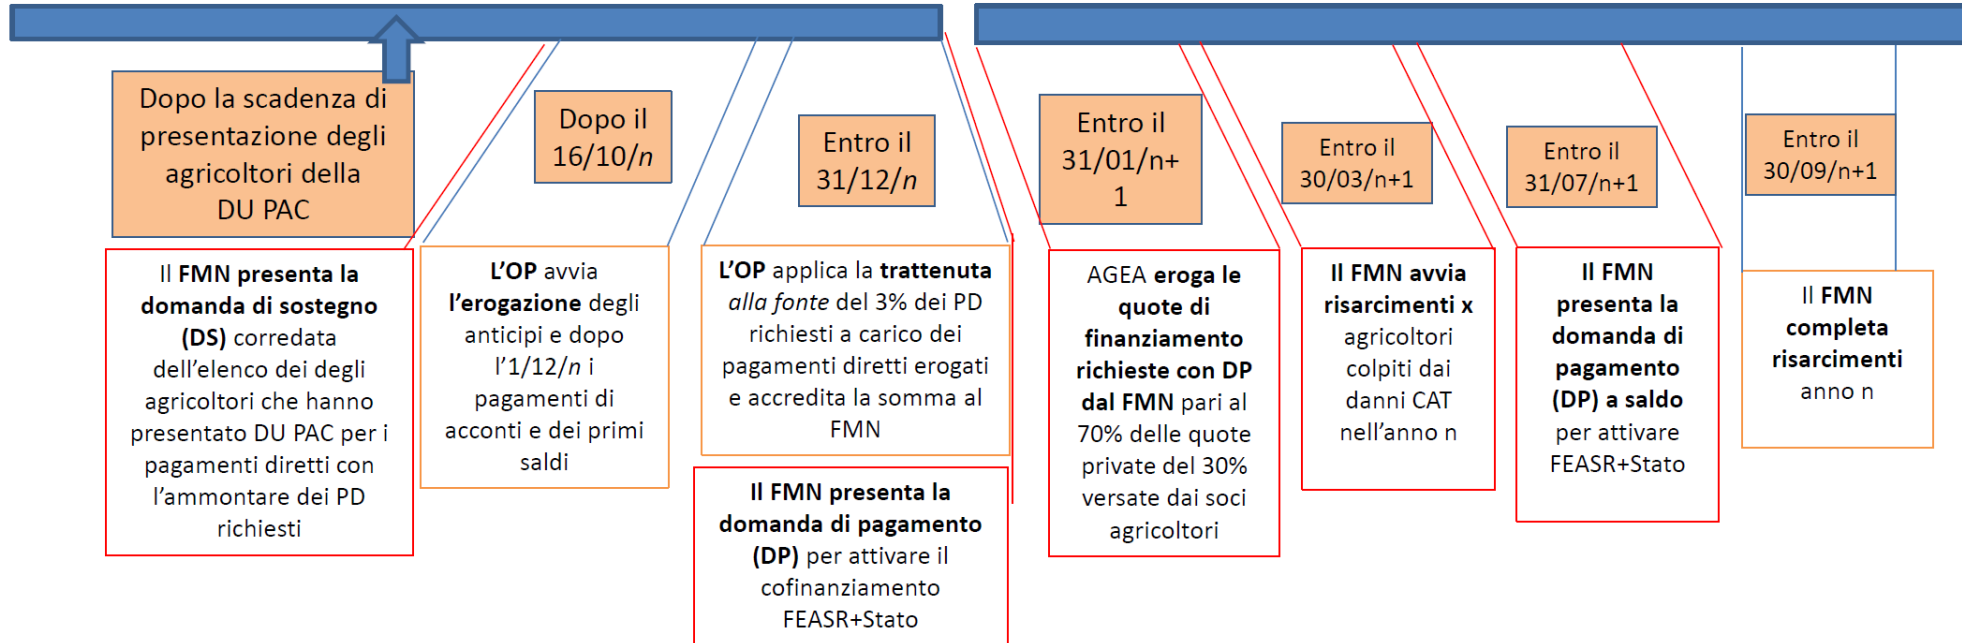 Dopo la scadenza di
presentazione degli
agricoltori della
DU PAC
Dopo il
16/10/n
Entro il
31/12/n
Entro il
31/01/n+
1
Entro il
30/03/n+1
Entro il
31/07/n+1
Entro il
30/09/n+1
Il FMN presenta la
domanda di sostegno
(DS) corredata
dell'elenco dei degli
agricoltori che hanno
presentato DU PAC per i
pagamenti diretti con
l'ammontare dei PD
richiesti
L'OP avvia
l'erogazione degli
anticipi e dopo
l'1/12/n i
pagamenti di
acconti e dei primi
saldi
L'OP applica la trattenuta
alla fonte del 3% dei PD
richiesti a carico dei
pagamenti diretti erogati
e accredita la somma al
FMN
Il FMN presenta la
domanda di pagamento
(DP) per attivare il
cofinanziamento
FEASR+Stato
AGEA eroga le
quote di
finanziamento
richieste con DP
dal FMN pari al
70% delle quote
private del 30%
versate dai soci
agricoltori
Il FMN avvia
risarcimenti x
agricoltori
colpiti dai
danni CAT
nell'anno n
Il FMN
presenta la
domanda di
pagamento
(DP) a saldo
per attivare
FEASR+Stato
Il FMN
completa
risarcimenti
anno n